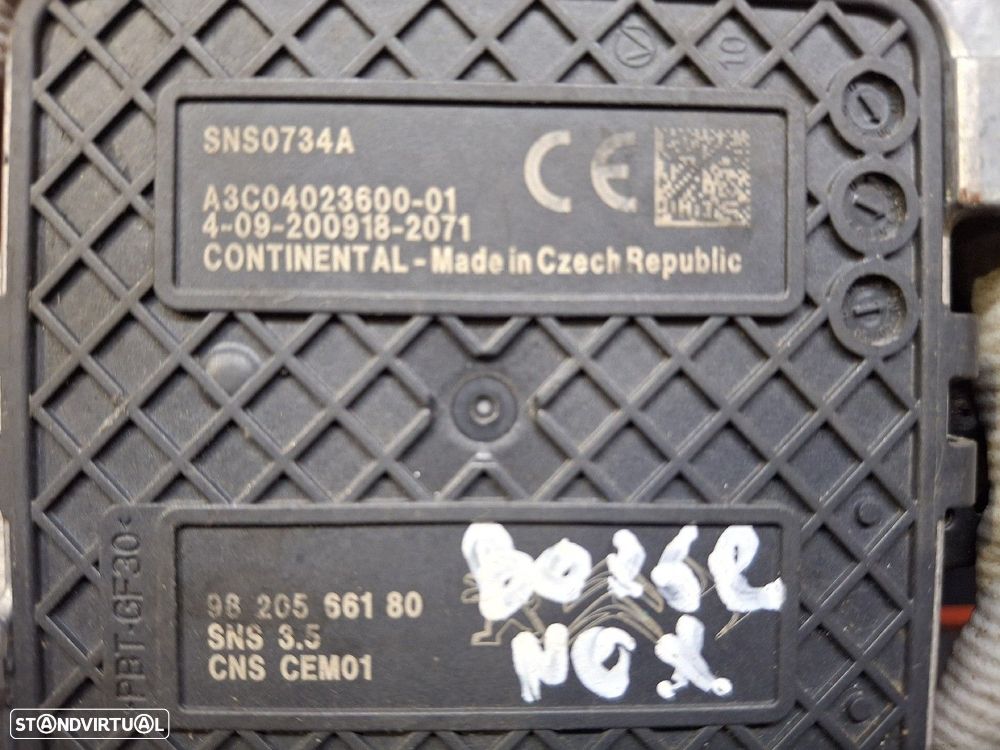 10
SNS0734A
CE
A3C04023600-01
4-09-200918-2071
CONTINENTAL - Made in Czech Republic
>PBT-GF30<
98 205 661 80
SNS 3.5
CNS CEM01
NOX
STANDVIRTUAL